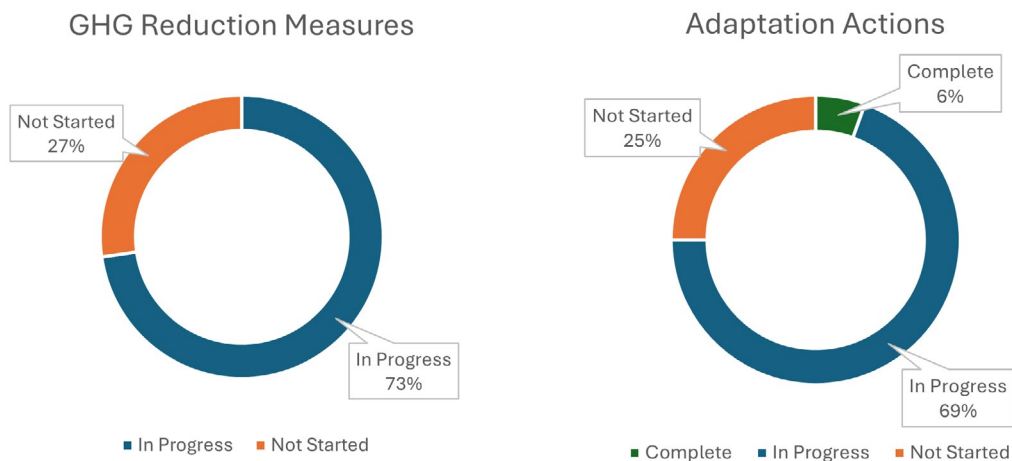 GHG Reduction Measures
Not Started
27%
In Progress
73%
In Progress Not Started
Adaptation Actions
Complete
6%
Not Started
25%
In Progress
69%
Complete In Progress Not Started